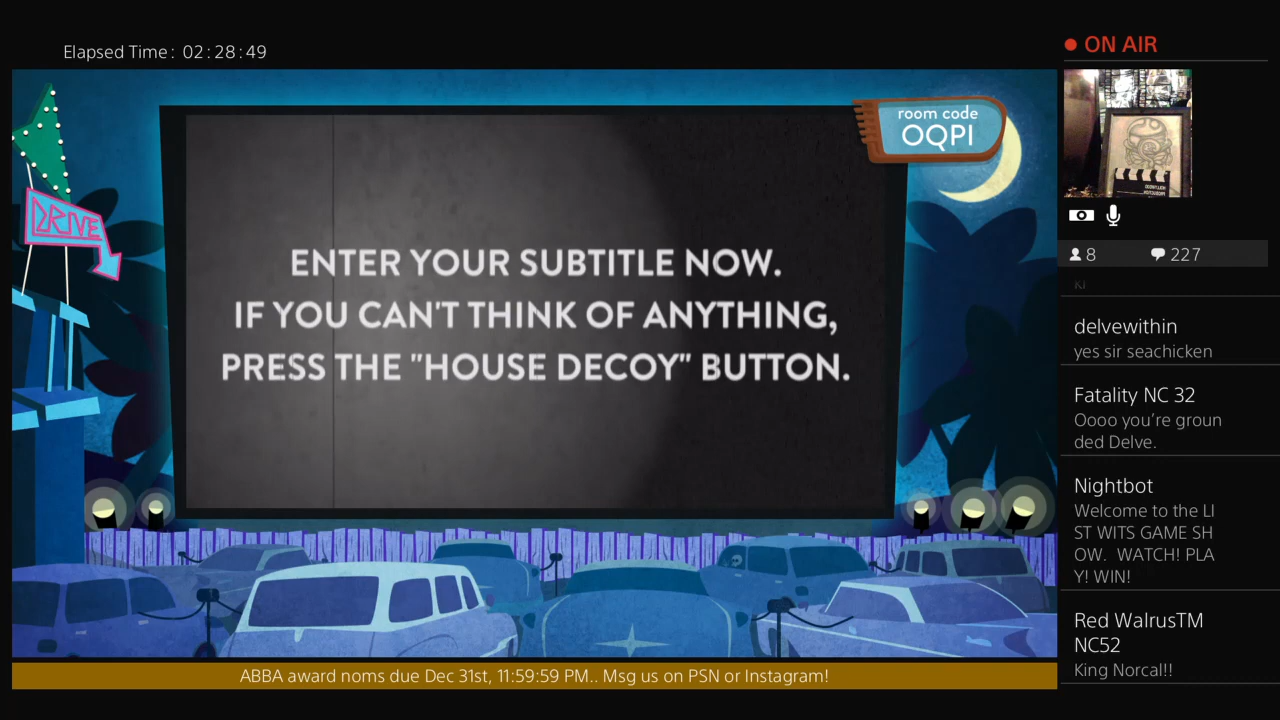 Elapsed Time: 02:28:49
ON AIR
DRIVE
room code
OQPI
ENTER YOUR SUBTITLE NOW.
IF YOU CAN'T THINK OF ANYTHING,
PRESS THE "HOUSE DECOY" BUTTON.
8 227
delvewithin
yes sir seachicken
Fatality NC 32
Oooo you’re groun
ded Delve.
Nightbot
Welcome to the LI
ST WITS GAME SH
OW. WATCH! PLA
Y! WIN!
Red WalrusTM
NC52
King Norcal!!
ABBA award noms due Dec 31st, 11:59:59 PM.. Msg us on PSN or Instagram!